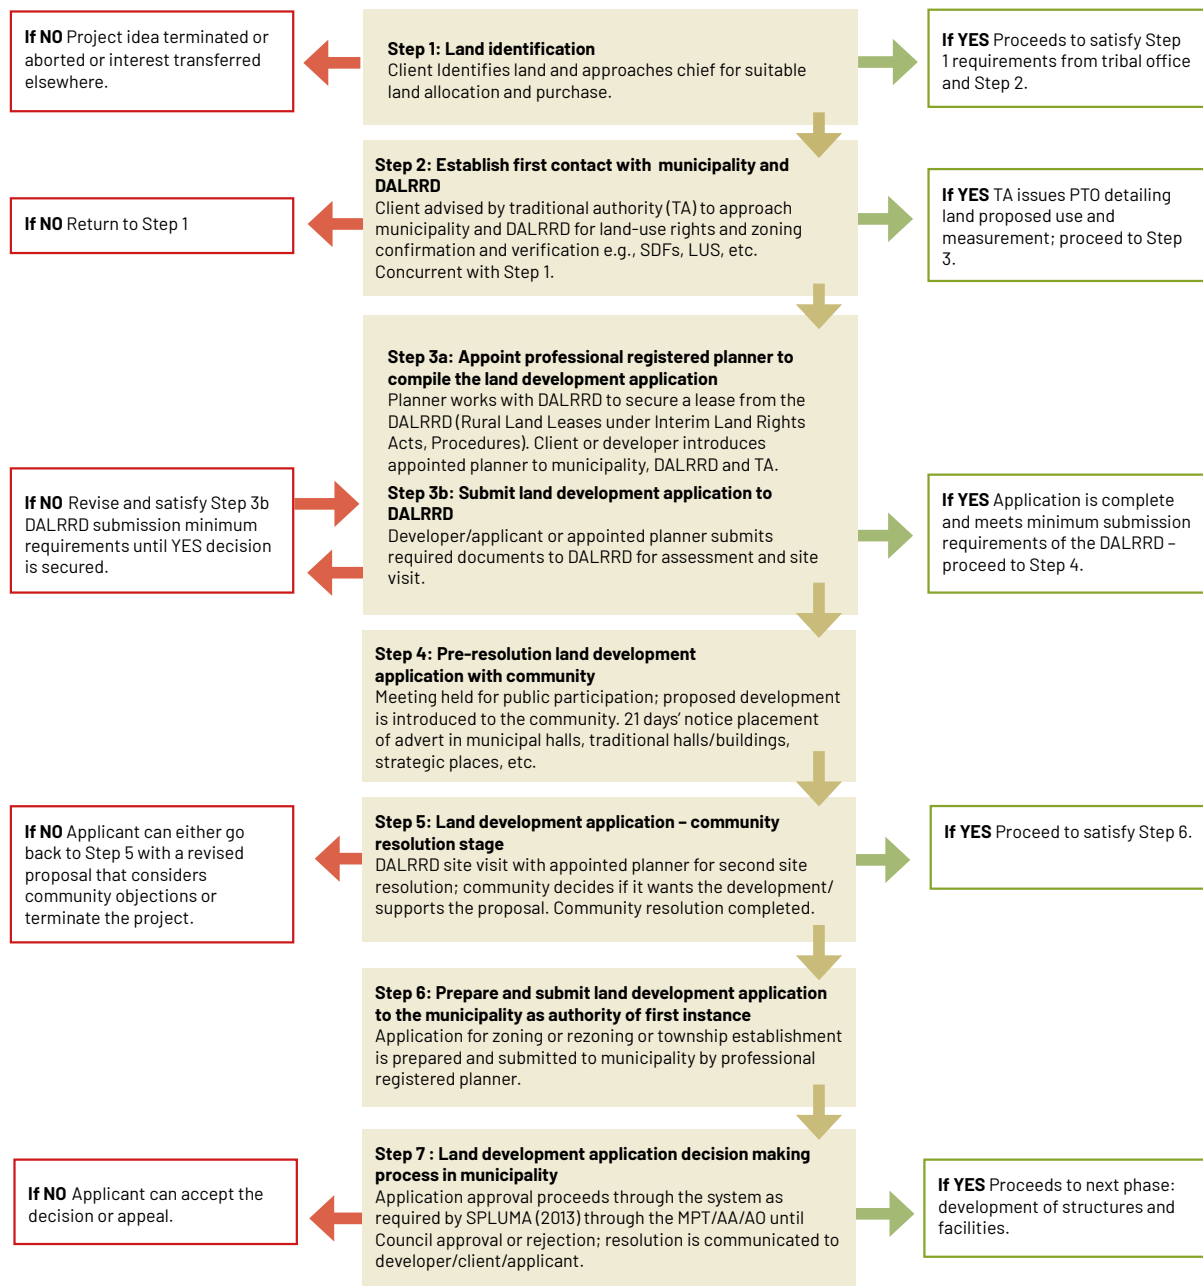 If NO Project idea terminated or
aborted or interest transferred
elsewhere.
Step 1: Land identification
Client Identifies land and approaches chief for suitable
land allocation and purchase.
If YES Proceeds to satisfy Step
1 requirements from tribal office
and Step 2.
If NO Return to Step 1
Step 2: Establish first contact with municipality and
DALRRD
Client advised by traditional authority (TA) to approach
municipality and DALRRD for land-use rights and zoning
confirmation and verification e.g., SDFs, LUS, etc.
Concurrent with Step 1.
If YES TA issues PTO detailing
land proposed use and
measurement; proceed to Step
3.
If NO Revise and satisfy Step 3b
DALRRD submission minimum
requirements until YES decision
is secured.
Step 3a: Appoint professional registered planner to
compile the land development application
Planner works with DALRRD to secure a lease from the
DALRRD (Rural Land Leases under Interim Land Rights
Acts, Procedures). Client or developer introduces
appointed planner to municipality, DALRRD and TA.
Step 3b: Submit land development application to
DALRRD
Developer/applicant or appointed planner submits
required documents to DALRRD for assessment and site
visit.
If YES Application is complete
and meets minimum submission
requirements of the DALRRD –
proceed to Step 4.
Step 4: Pre-resolution land development
application with community
Meeting held for public participation; proposed development
is introduced to the community. 21 days’ notice placement
of advert in municipal halls, traditional halls/buildings,
strategic places, etc.
If NO Applicant can either go
back to Step 5 with a revised
proposal that considers
community objections or
terminate the project.
Step 5: Land development application – community
resolution stage
DALRRD site visit with appointed planner for second site
resolution; community decides if it wants the development/
supports the proposal. Community resolution completed.
If YES Proceed to satisfy Step 6.
Step 6: Prepare and submit land development application
to the municipality as authority of first instance
Application for zoning or rezoning or township establishment
is prepared and submitted to municipality by professional
registered planner.
If NO Applicant can accept the
decision or appeal.
Step 7 : Land development application decision making
process in municipality
Application approval proceeds through the system as
required by SPLUMA (2013) through the MPT/AA/AO until
Council approval or rejection; resolution is communicated to
developer/client/applicant.
If YES Proceeds to next phase:
development of structures and
facilities.